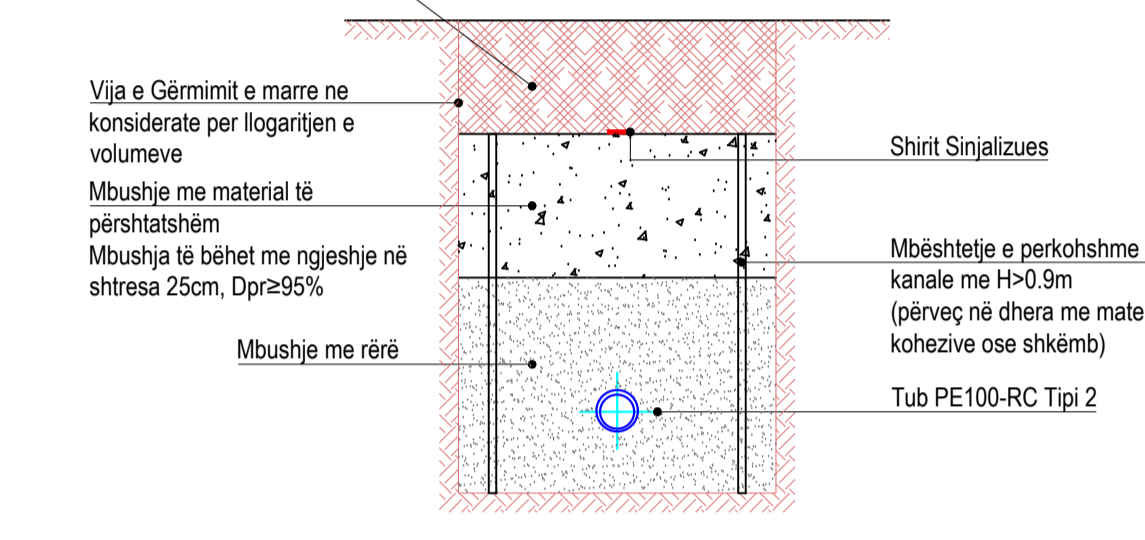 Vija e Gërmimit e marre ne
konsiderate per llogaritjen e
volumeve
Mbushje me material të
përshtatshëm
Mbushja të bëhet me ngjeshje në
shtresa 25cm, Dpr≥95%
Mbushje me rërë
Shirit Sinjalizues
Mbështetje e perkohshme
kanale me H>0.9m
(përveç në dhera me mate
kohezive ose shkëmb)
Tub PE100-RC Tipi 2